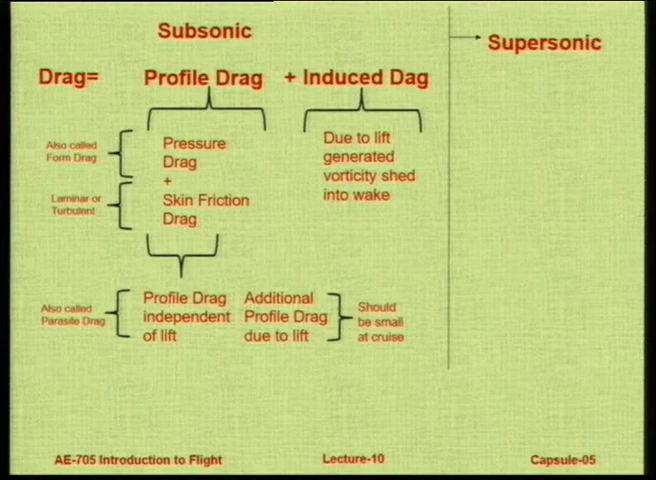 Subsonic
Supersonic
Drag= Profile Drag + Induced Dag
Also called
Form Drag
Pressure
Drag
+
Skin Friction
Drag
Laminar or
Turbulent
Due to lift
generated
vorticity shed
into wake
Also called
Parasite Drag
Profile Drag
independent
of lift
Additional
Profile Drag
due to lift
Should
be small
at cruise
AE-705 Introduction to Flight
Lecture-10
Capsule-05